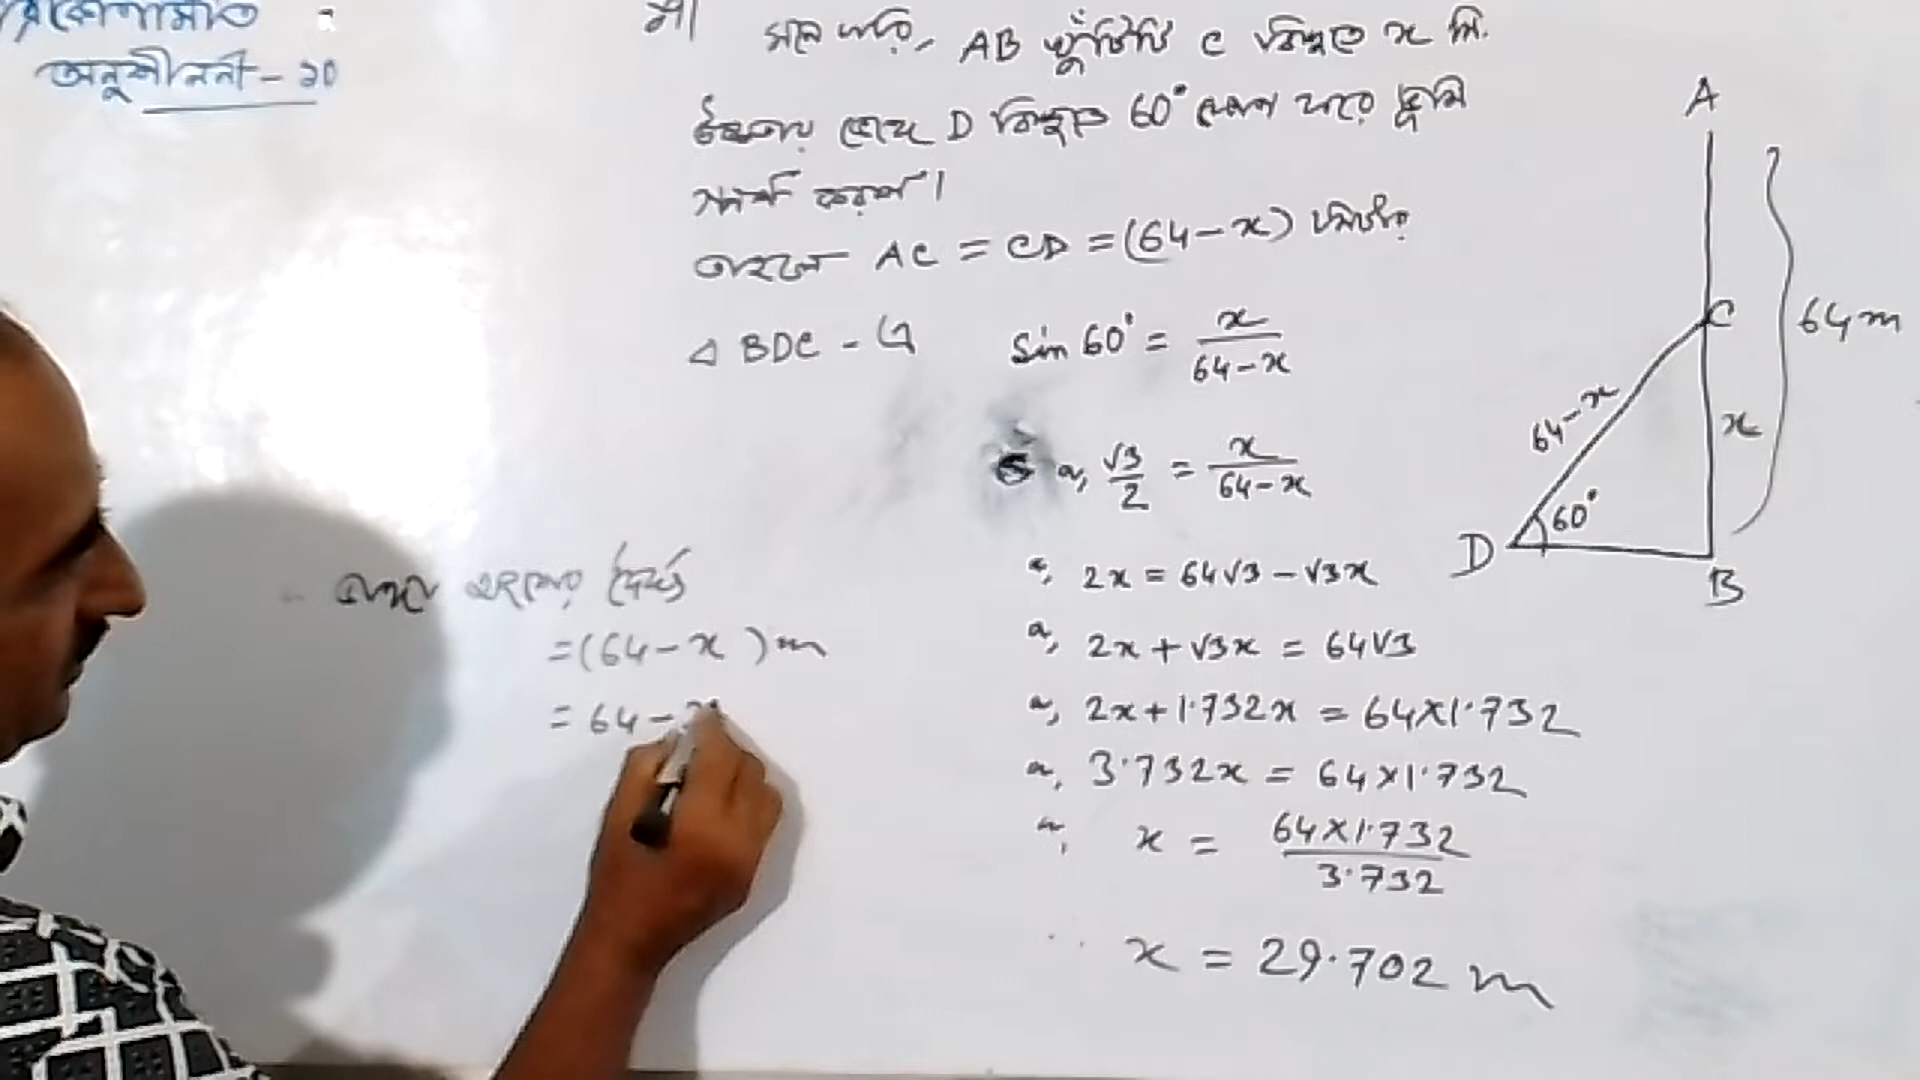 ত্রিকোণমিতি
অনুশীলনী - ১০
মনে করি, AB খুঁটিটি C বিন্দুতে x মি.
উচ্চতায় ভেঙ্গে D বিন্দুতে 60° কোণ করে ভূমি
স্পর্শ করল।
তাহলে AC = CD = (64-x) মিটার
△ BDC - এ sin 60° = x/(64-x)
বা, √3/2 = x/(64-x)
বা, 2x = 64√3 - √3x
বা, 2x + √3x = 64√3
বা, 2x + 1.732x = 64×1.732
বা, 3.732x = 64×1.732
বা, x = (64×1.732)/3.732
∴ x = 29.702 m
অংশের দৈর্ঘ্য
= (64-x) m
= 64-
A
C
64 m
64-x
x
60°
D
B